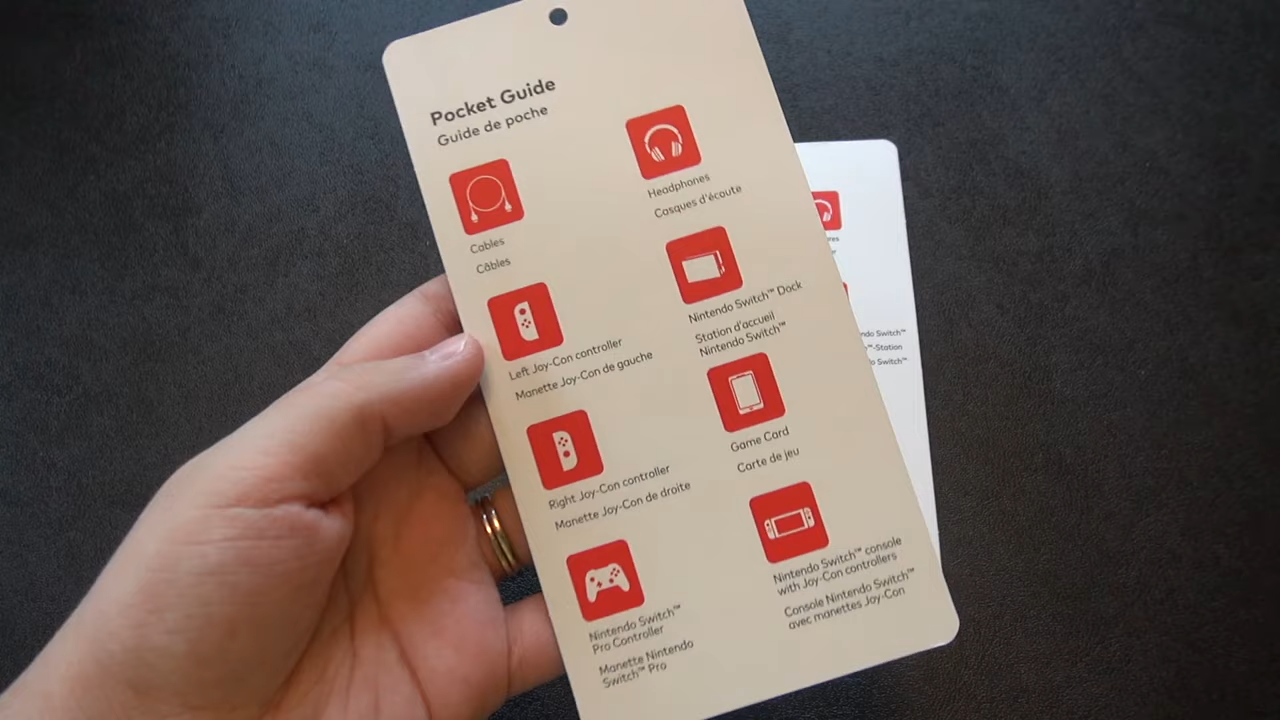 Pocket Guide
Guide de poche
Cables
Câbles
Left Joy-Con controller
Manette Joy-Con de gauche
Right Joy-Con controller
Manette Joy-Con de droite
Nintendo Switch™
Pro Controller
Manette Nintendo
Switch™ Pro
Headphones
Casques d'écoute
Nintendo Switch™ Dock
Station d'accueil
Nintendo Switch™
Game Card
Carte de jeu
Nintendo Switch™ console
with Joy-Con controllers
Console Nintendo Switch™
avec manettes Joy-Con
Switch™
-Station
Switch™